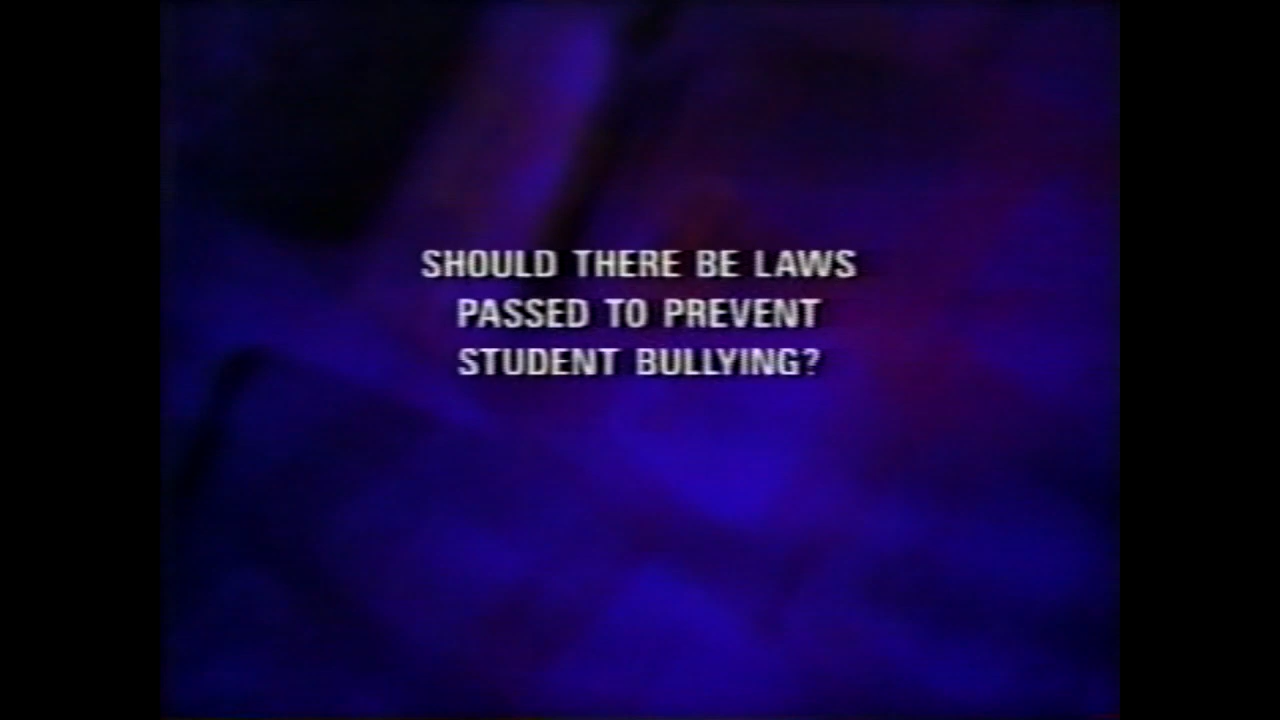 SHOULD THERE BE LAWS
PASSED TO PREVENT
STUDENT BULLYING?